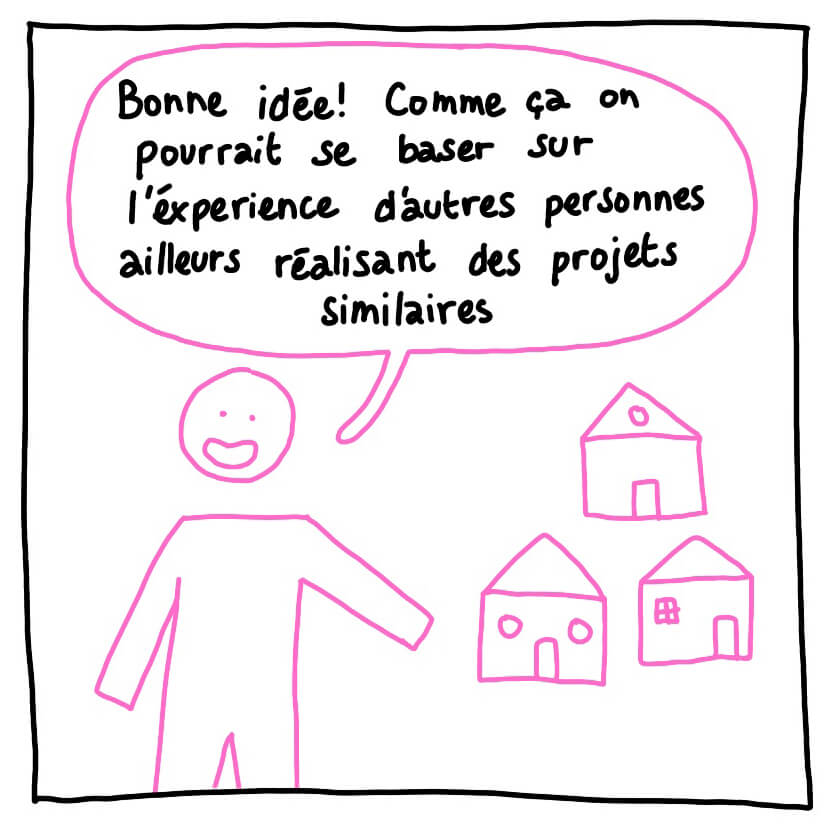 Bonne idée! Comme ça on
pourrait se baser sur
l'éxperience d'autres personnes
ailleurs réalisant des projets
similaires